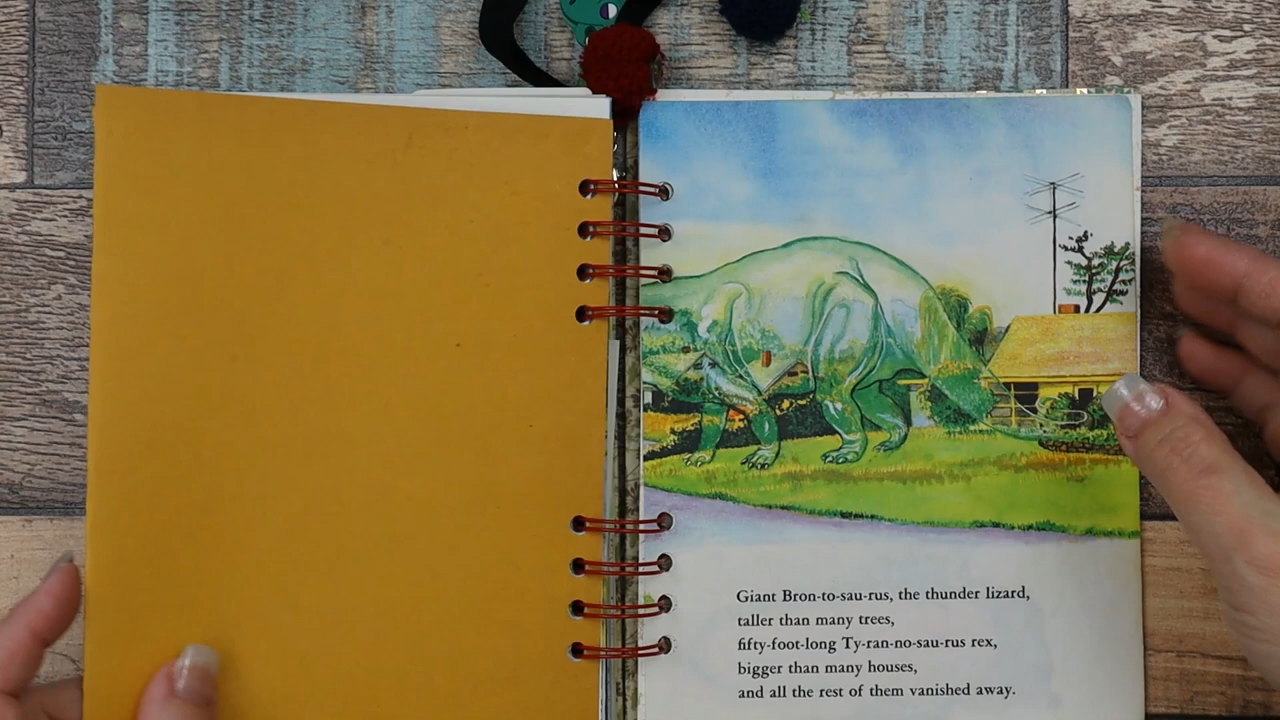 Giant Bron-to-sau-rus, the thunder lizard,
taller than many trees,
fifty-foot-long Ty-ran-no-sau-rus rex,
bigger than many houses,
and all the rest of them vanished away.